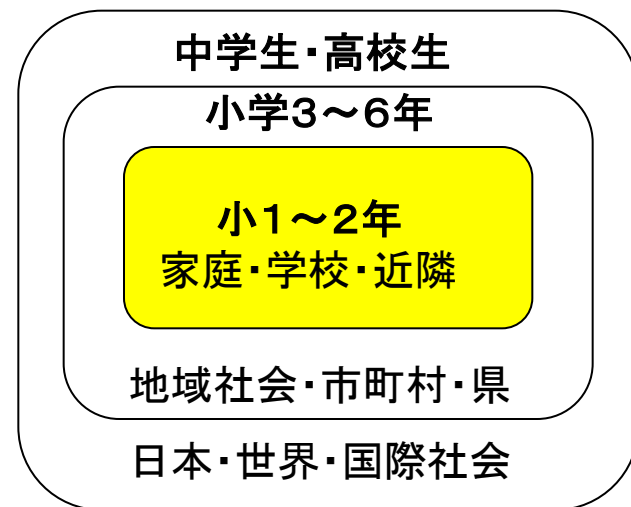 中学生・高校生
小学３～６年
小１～２年
家庭・学校・近隣
地域社会・市町村・県
日本・世界・国際社会